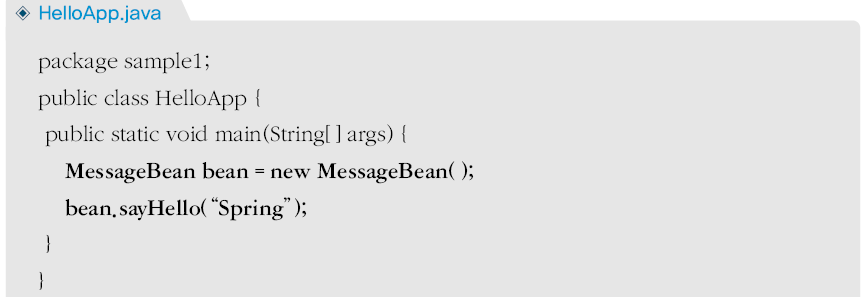 HelloApp.java
package sample1;
public class HelloApp {
public static void main(String[ ] args) {
MessageBean bean = new MessageBean( );
bean.sayHello( “Spring” );
}
}